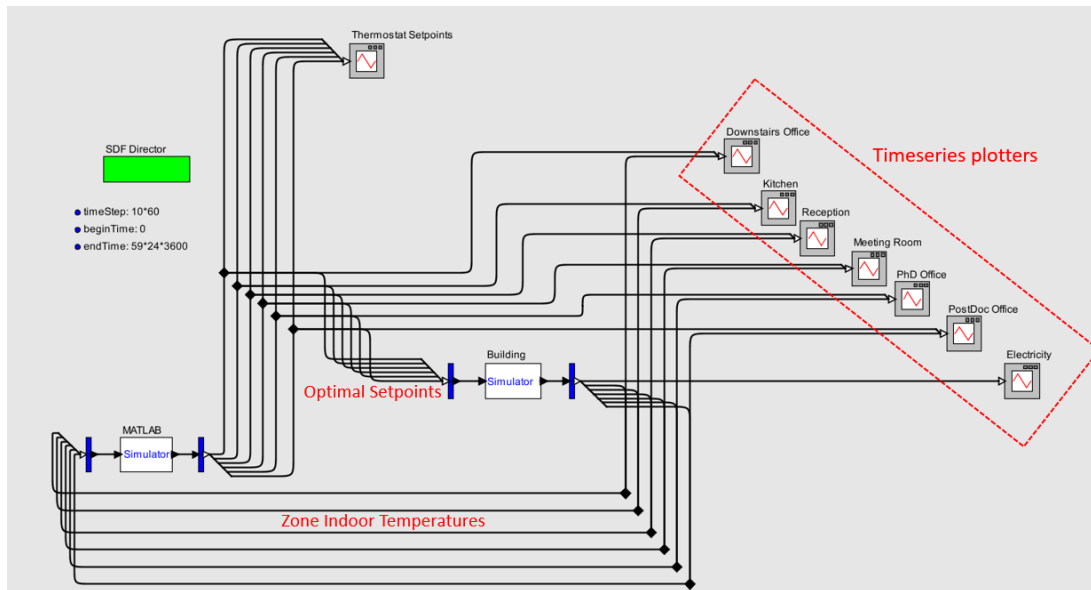 Thermostat Setpoints
SDF Director
timeStep: 10*60
beginTime: 0
endTime: 59*24*3600
Downstairs Office
Timeseries plotters
Kitchen
Reception
Meeting Room
PhD Office
PostDoc Office
Electricity
Building
Simulator
Optimal Setpoints
MATLAB
Simulator
Zone Indoor Temperatures